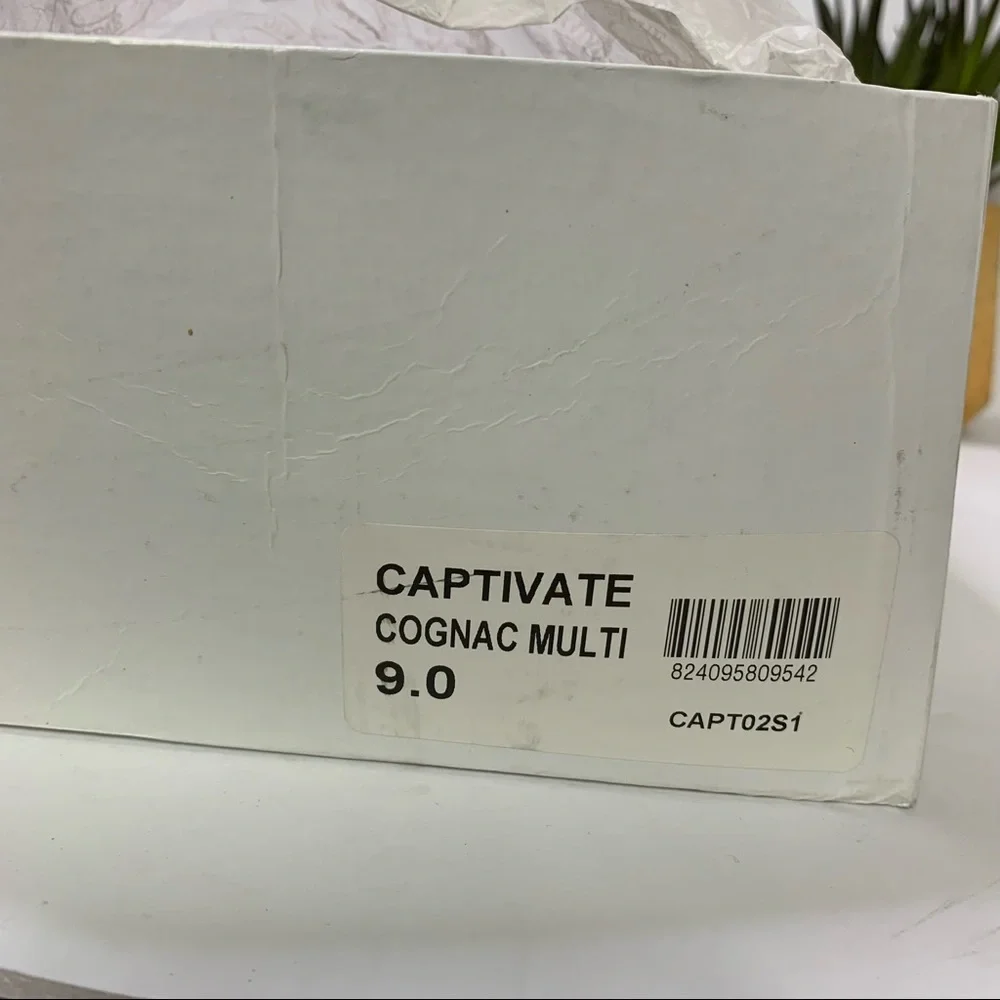 CAPTIVATE
COGNAC MULTI
9.0
824095809542
CAPT02S1